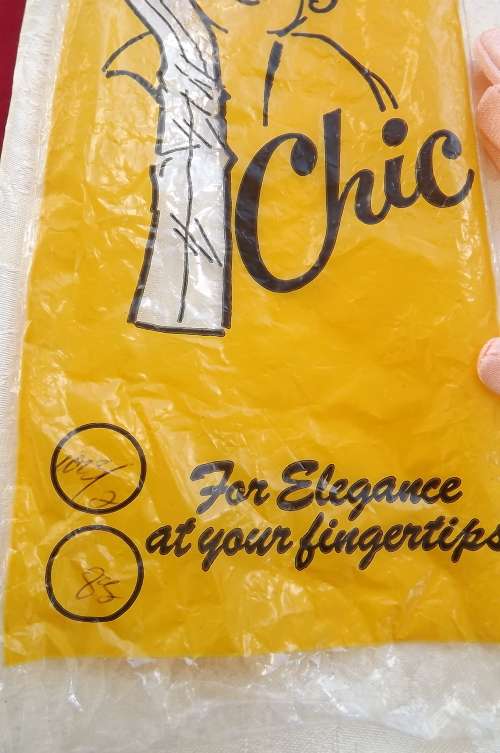 Chic
For Elegance
at your fingertips